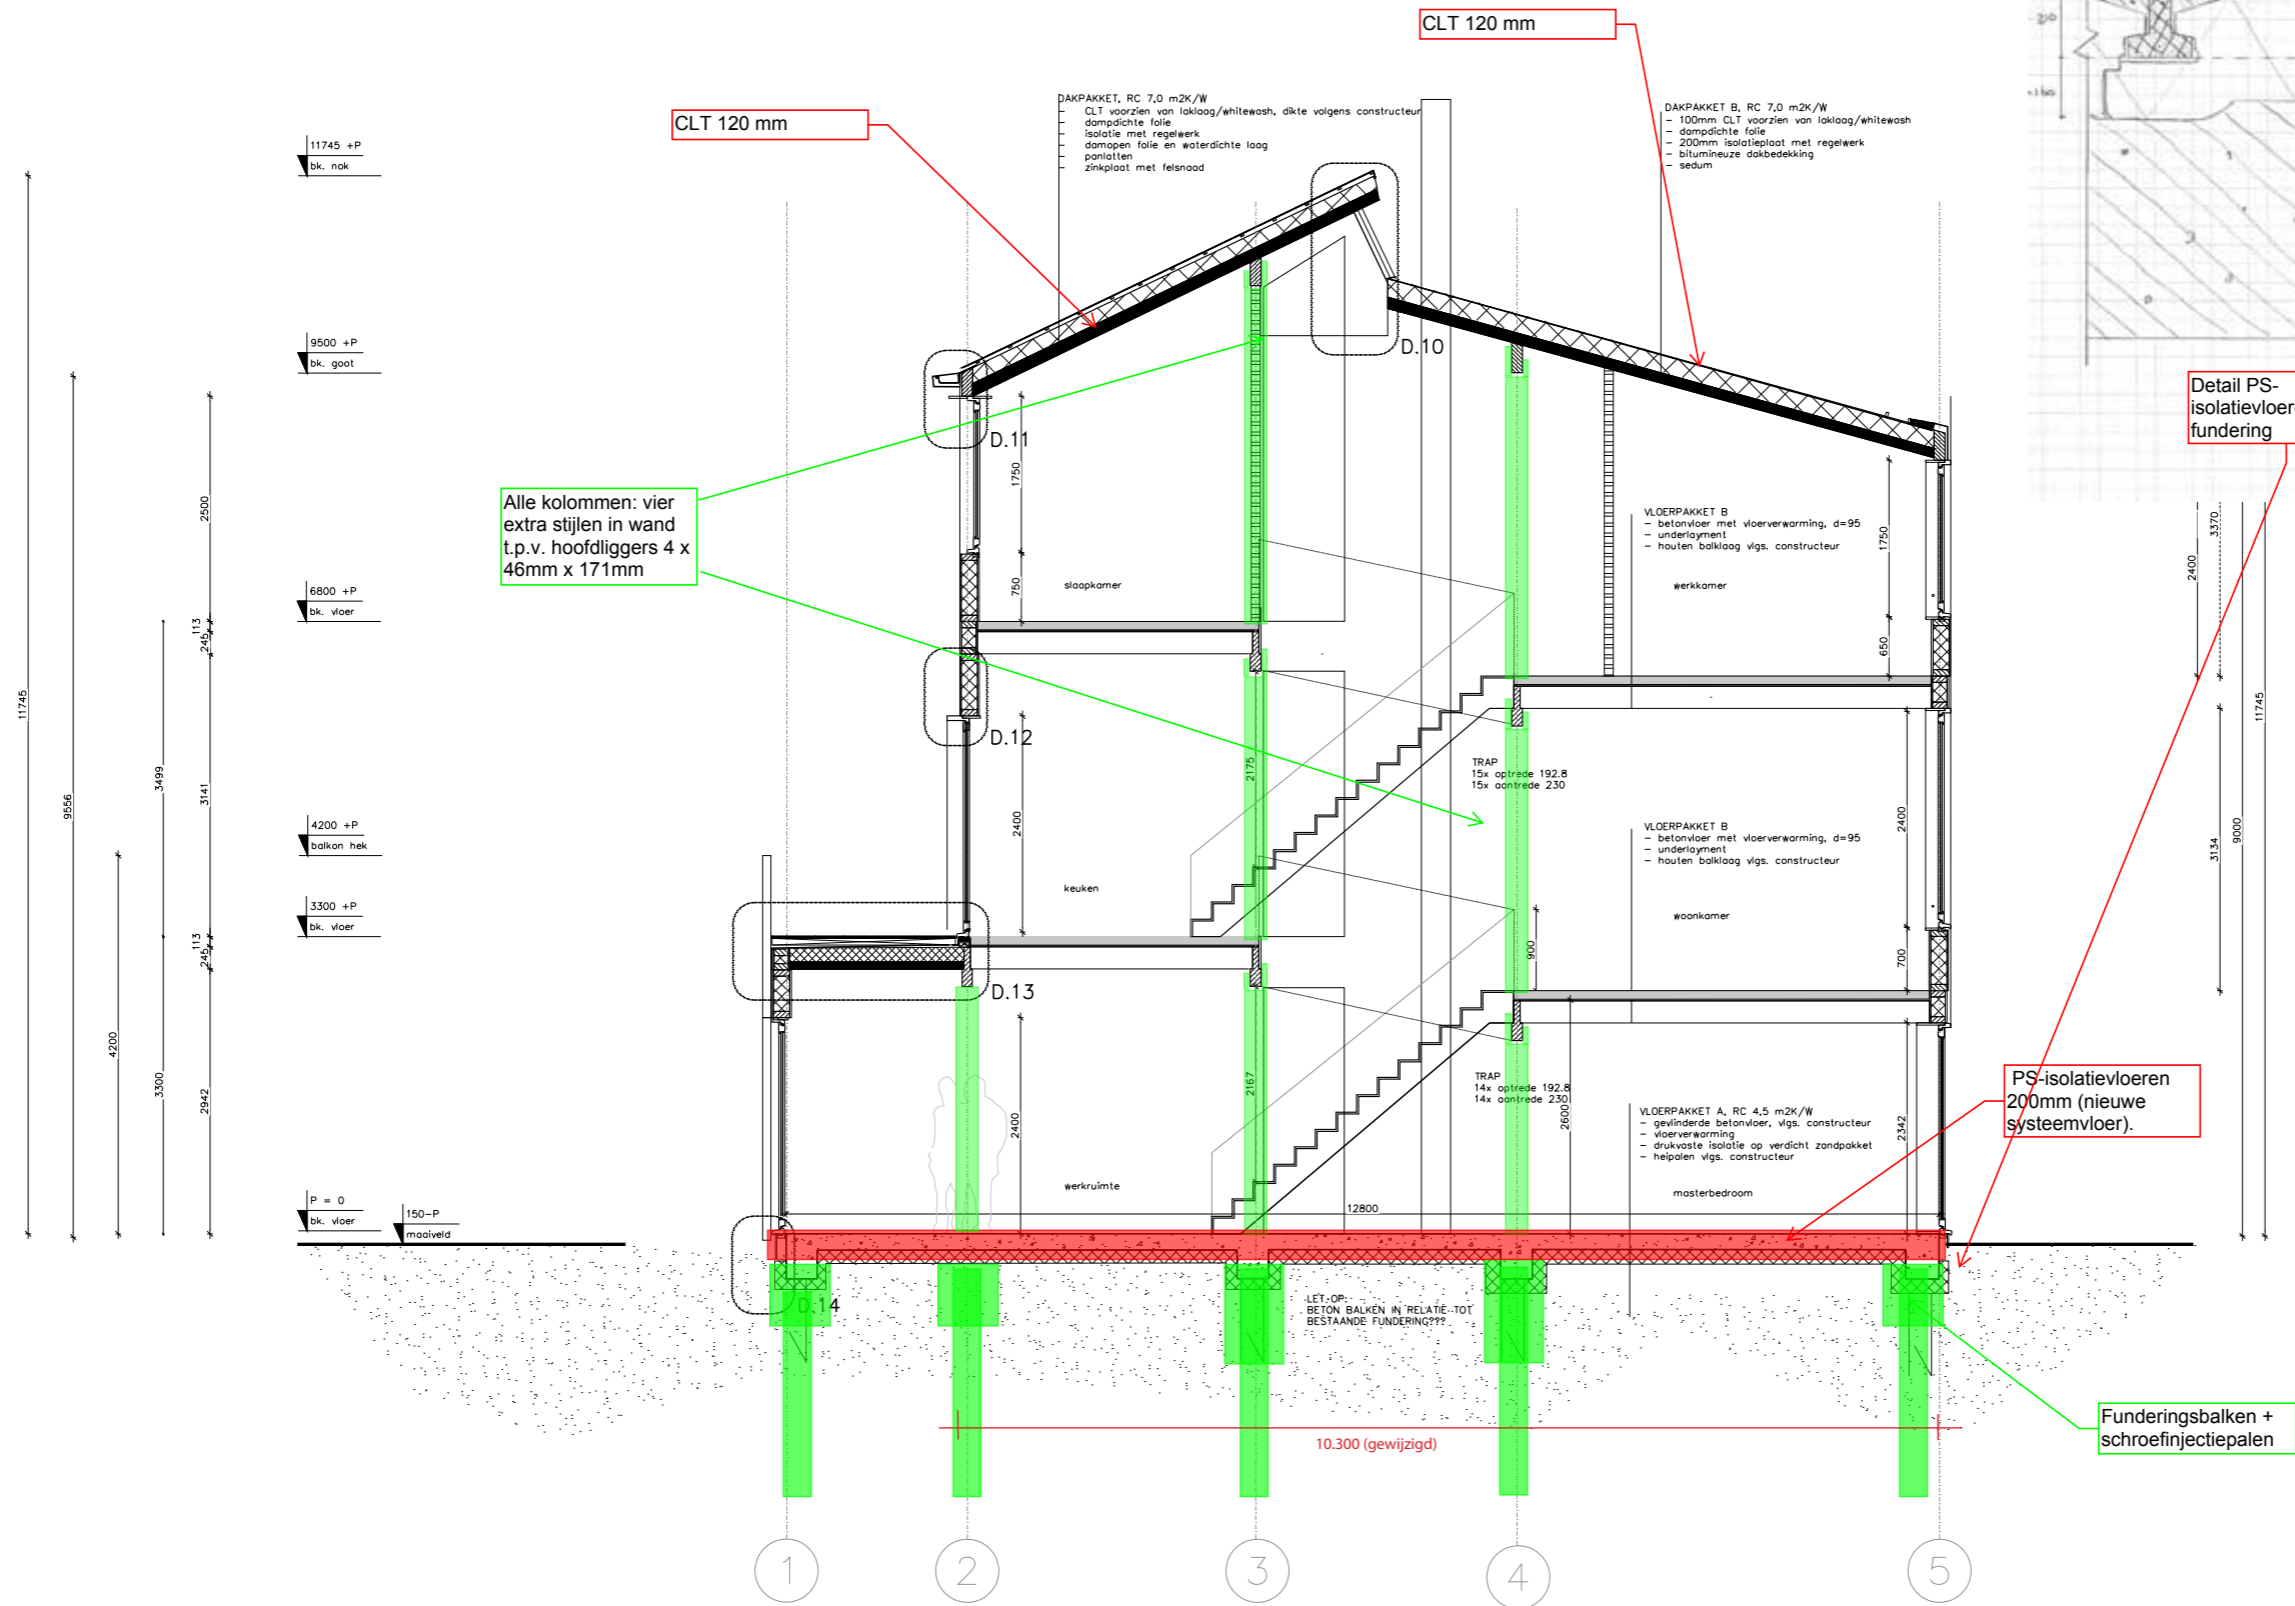 CLT 120 mm
CLT 120 mm
DAKPAKKET, RC 7,0 m2K/W
- CLT voorzien van laklaag/whitewash, dikte volgens constructeur
- dampdichte folie
- isolatie met regelwerk
- damopen folie en waterdichte laag
- panlatten
- zinkplaat met felsnaad
DAKPAKKET B, RC 7,0 m2K/W
- 100mm CLT voorzien van laklaag/whitewash
- dampdichte folie
- 200mm isolatieplaat met regelwerk
- bitumineuze dakbedekking
- sedum
11745 +P
bk. nok
9500 +P
bk. goot
6800 +P
bk. vloer
4200 +P
balkon hek
3300 +P
bk. vloer
P = 0
bk. vloer
150-P
maaiveld
11745
9556
4200
3499
3300
2500
113
245
3141
113
245
2942
Alle kolommen: vier
extra stijlen in wand
t.p.v. hoofdliggers 4 x
46mm x 171mm
D.10
D.11
D.12
D.13
D.14
1750
750
2400
2400
2175
2167
slaapkamer
keuken
werkruimte
VLOERPAKKET B
- betonvloer met vloerverwarming, d=95
- underlayment
- houten balklaag vlgs. constructeur
werkkamer
1750
650
TRAP
15x optrede 192.8
15x aantrede 230
VLOERPAKKET B
- betonvloer met vloerverwarming, d=95
- underlayment
- houten balklaag vlgs. constructeur
woonkamer
2400
700
900
TRAP
14x optrede 192.8
14x aantrede 230
2600
VLOERPAKKET A, RC 4,5 m2K/W
- gevlinderde betonvloer, vlgs. constructeur
- vloerverwarming
- drukvaste isolatie op verdicht zandpakket
- heipalen vlgs. constructeur
masterbedroom
2342
12800
Detail PS-
isolatievloer
fundering
2400
3370
3134
9000
11745
PS-isolatievloeren
200mm (nieuwe
systeemvloer).
LET OP:
BETON BALKEN IN RELATIE TOT
BESTAANDE FUNDERING???
10.300 (gewijzigd)
Funderingsbalken +
schroefinjectiepalen
1
2
3
4
5